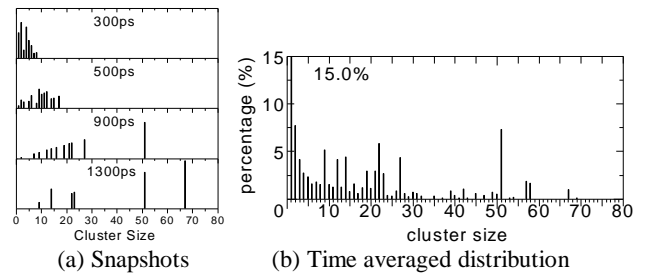 300ps
500ps
900ps
1300ps
0 10 20 30 40 50 60 70 80
Cluster Size
(a) Snapshots
15.0%
percentage (%)
15
10
5
0
0 10 20 30 40 50 60 70 80
cluster size
(b) Time averaged distribution